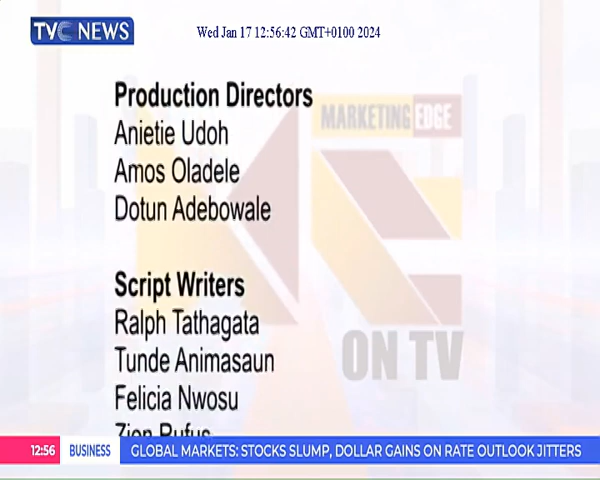 TVC NEWS
Wed Jan 17 12:56:42 GMT+0100 2024
Production Directors
Anietie Udoh
Amos Oladele
Dotun Adebowale
MARKETING EDGE
ON TV
Script Writers
Ralph Tathagata
Tunde Animasaun
Felicia Nwosu
Zion Rufus
12:56 BUSINESS GLOBAL MARKETS: STOCKS SLUMP, DOLLAR GAINS ON RATE OUTLOOK JITTERS